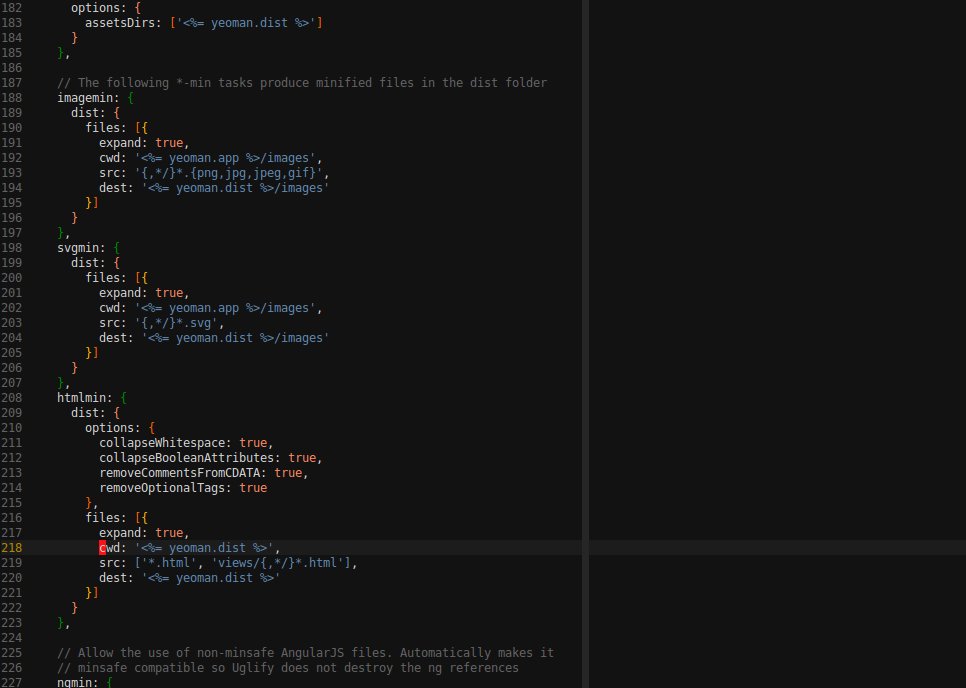 182       options: {
183         assetsDirs: ['<%= yeoman.dist %>']
184       }
185     },
186
187     // The following *-min tasks produce minified files in the dist folder
188     imagemin: {
189       dist: {
190         files: [{
191           expand: true,
192           cwd: '<%= yeoman.app %>/images',
193           src: '{,*/}*.{png,jpg,jpeg,gif}',
194           dest: '<%= yeoman.dist %>/images'
195         }]
196       }
197     },
198     svgmin: {
199       dist: {
200         files: [{
201           expand: true,
202           cwd: '<%= yeoman.app %>/images',
203           src: '{,*/}*.svg',
204           dest: '<%= yeoman.dist %>/images'
205         }]
206       }
207     },
208     htmlmin: {
209       dist: {
210         options: {
211           collapseWhitespace: true,
212           collapseBooleanAttributes: true,
213           removeCommentsFromCDATA: true,
214           removeOptionalTags: true
215         },
216         files: [{
217           expand: true,
218           cwd: '<%= yeoman.dist %>',
219           src: ['*.html', 'views/{,*/}*.html'],
220           dest: '<%= yeoman.dist %>'
221         }]
222       }
223     },
224
225     // Allow the use of non-minsafe AngularJS files. Automatically makes it
226     // minsafe compatible so Uglify does not destroy the ng references
227     ngmin: {